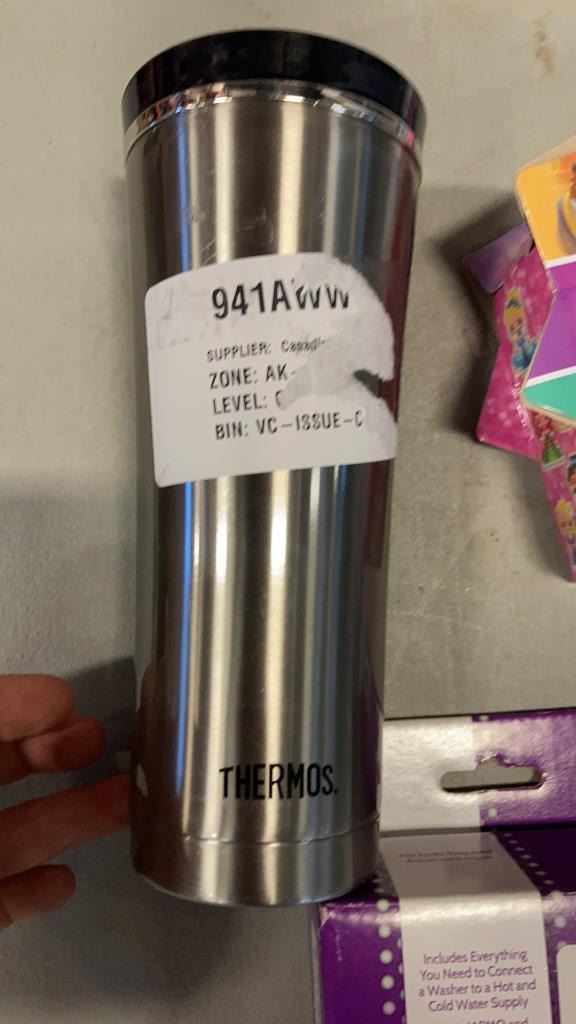 941AWW
SUPPLIER:
ZONE: AK-
LEVEL:
BIN: VC-ISSUE-C
THERMOS.
Includes Everything
You Need to Connect
a Washer to a Hot and
Cold Water Supply